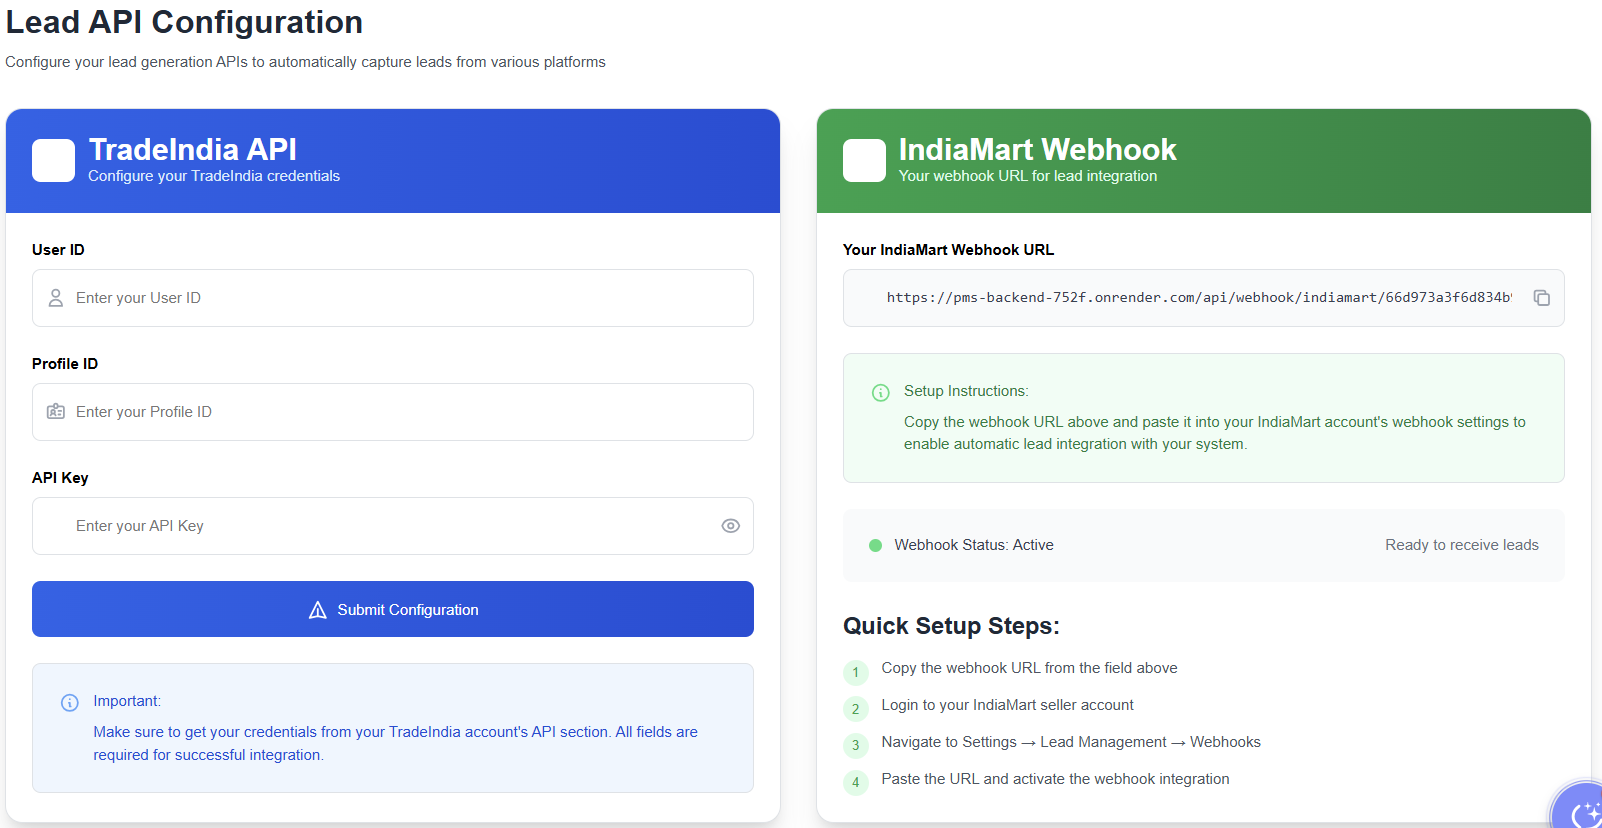 Lead API Configuration
Configure your lead generation APIs to automatically capture leads from various platforms
TradeIndia API
Configure your TradeIndia credentials
User ID
Enter your User ID
Profile ID
Enter your Profile ID
API Key
Enter your API Key
Submit Configuration
Important:
Make sure to get your credentials from your TradeIndia account's API section. All fields are
required for successful integration.
IndiaMart Webhook
Your webhook URL for lead integration
Your IndiaMart Webhook URL
https://pms-backend-752f.onrender.com/api/webhook/indiamart/66d973a3f6d834b
Setup Instructions:
Copy the webhook URL above and paste it into your IndiaMart account's webhook settings to
enable automatic lead integration with your system.
Webhook Status: Active
Ready to receive leads
Quick Setup Steps:
1 Copy the webhook URL from the field above
2 Login to your IndiaMart seller account
3 Navigate to Settings → Lead Management → Webhooks
4 Paste the URL and activate the webhook integration